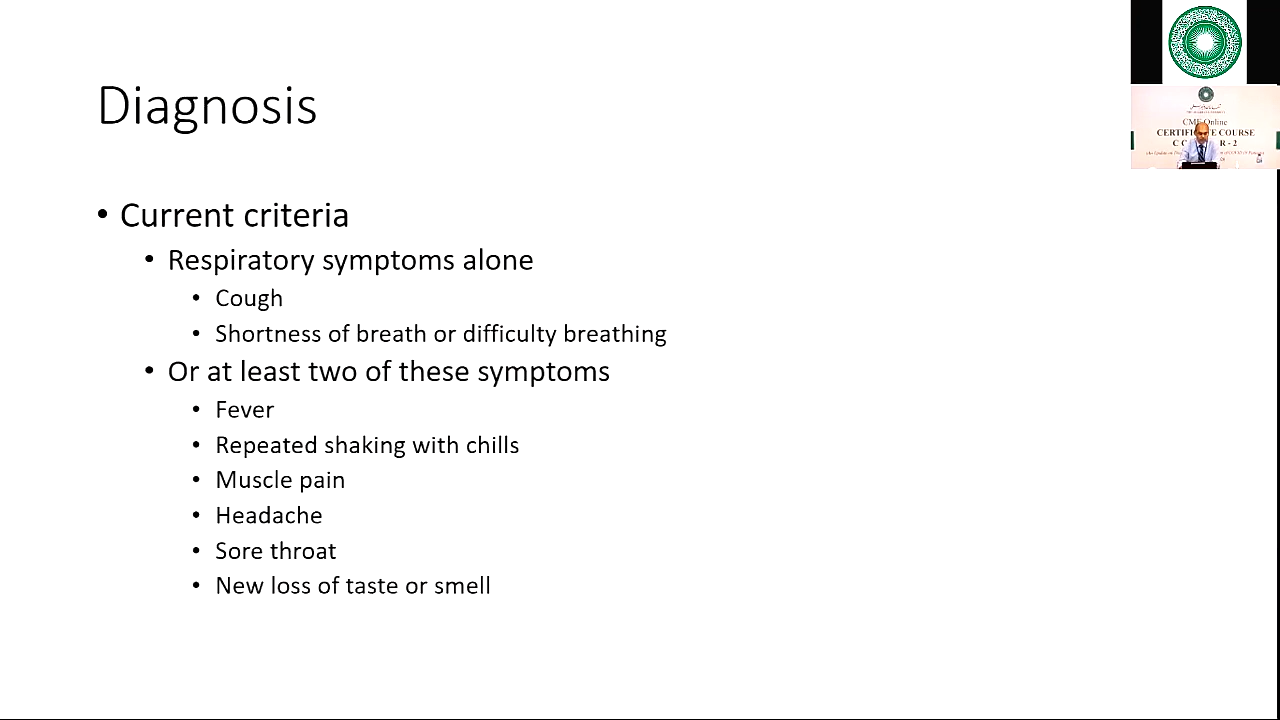 Diagnosis
• Current criteria
• Respiratory symptoms alone
• Cough
• Shortness of breath or difficulty breathing
• Or at least two of these symptoms
• Fever
• Repeated shaking with chills
• Muscle pain
• Headache
• Sore throat
• New loss of taste or smell
CME Online
COURSE
R - 2